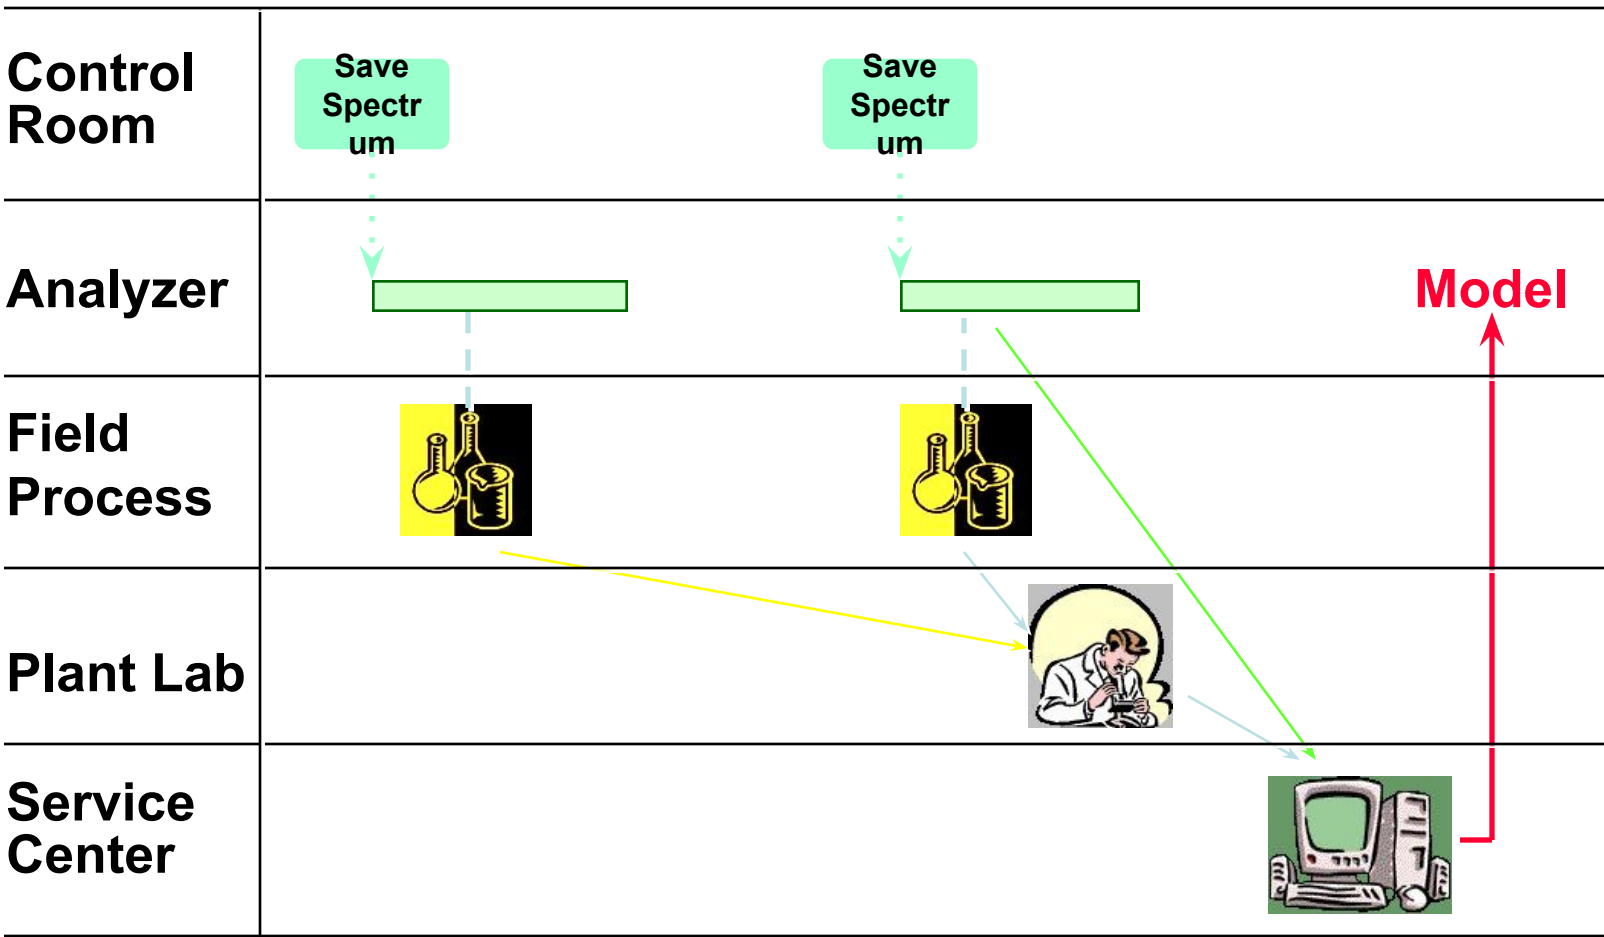 Control
Room
Save
Spectr
um
Save
Spectr
um
Analyzer
Model
Field
Process
Plant Lab
Service
Center